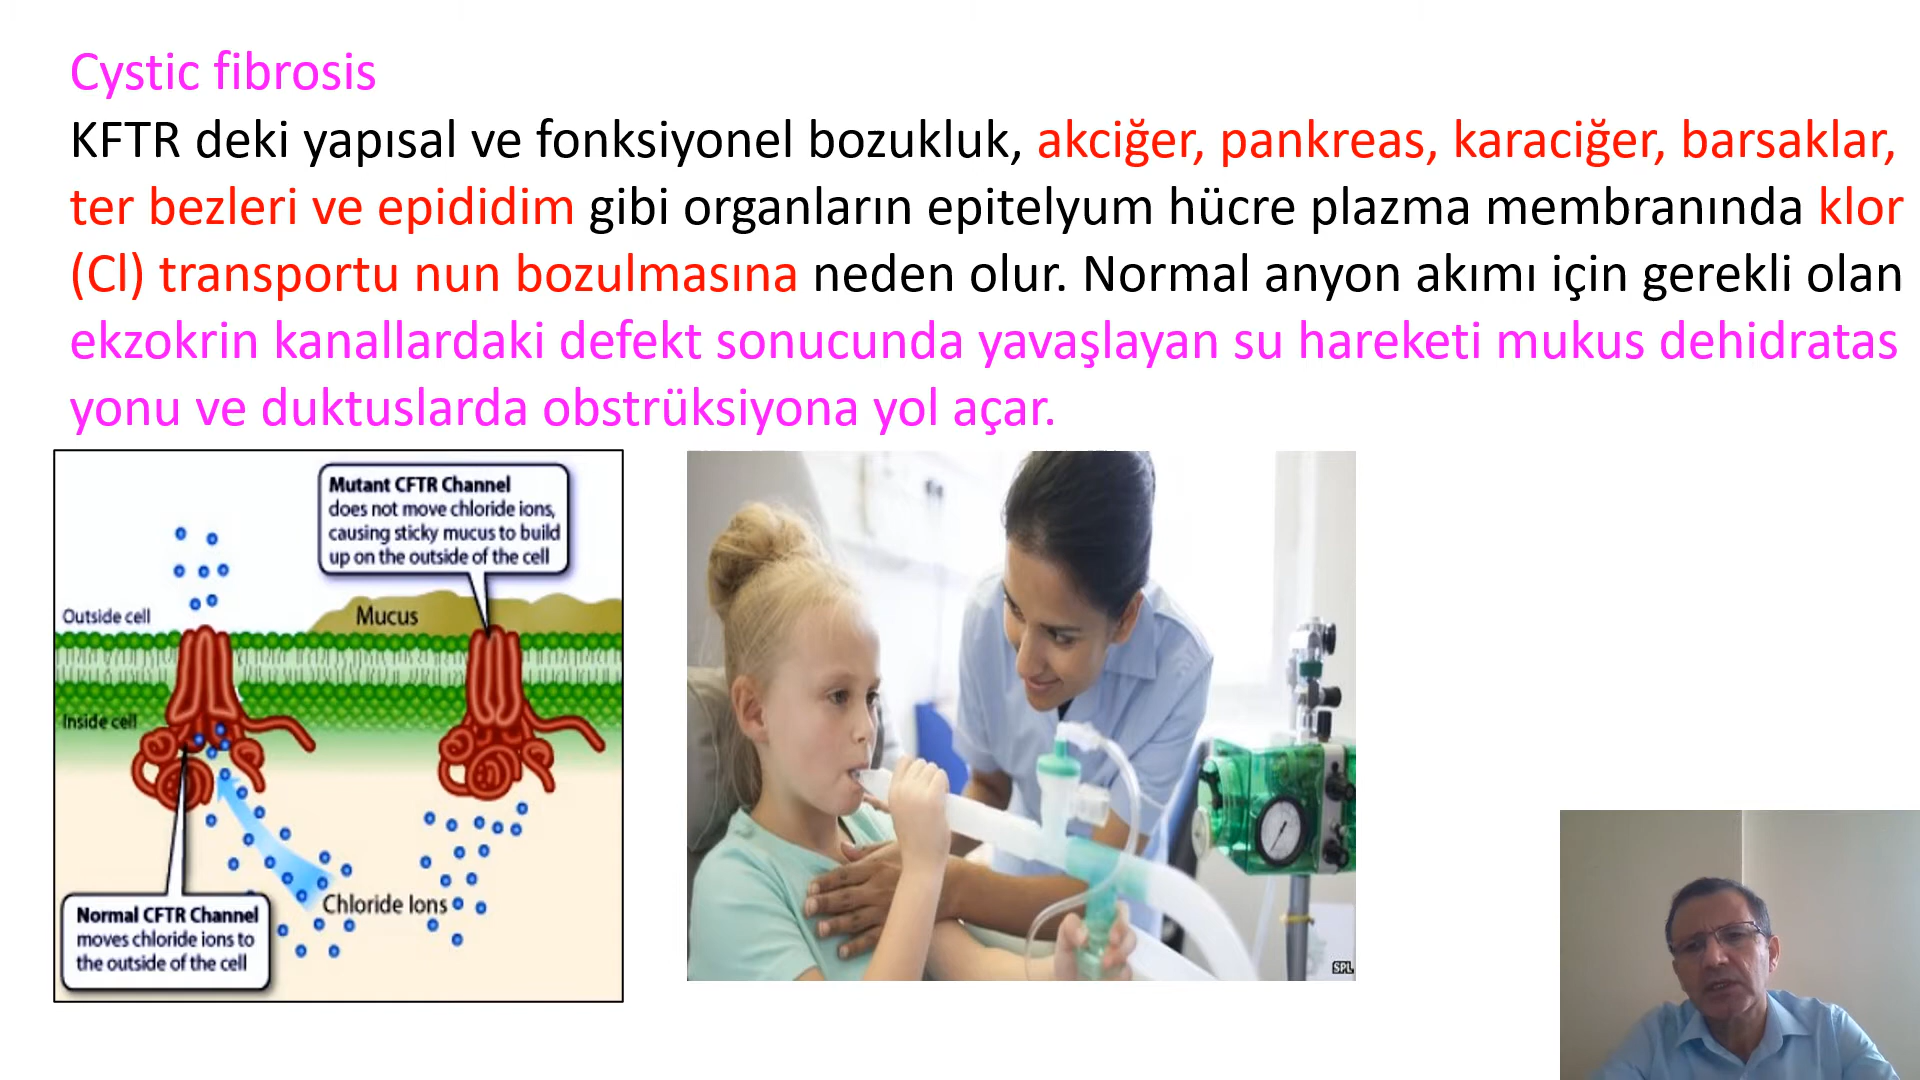 Cystic fibrosis
KFTR deki yapısal ve fonksiyonel bozukluk, akciğer, pankreas, karaciğer, barsaklar,
ter bezleri ve epididim gibi organların epitelyum hücre plazma membranında klor
(Cl) transportu nun bozulmasına neden olur. Normal anyon akımı için gerekli olan
ekzokrin kanallardaki defekt sonucunda yavaşlayan su hareketi mukus dehidratas
yonu ve duktuslarda obstrüksiyona yol açar.
Mutant CFTR Channel
does not move chloride ions,
causing sticky mucus to build
up on the outside of the cell
Outside cell
Mucus
Inside cell
Chloride Ions
Normal CFTR Channel
moves chloride ions to
the outside of the cell
SPL